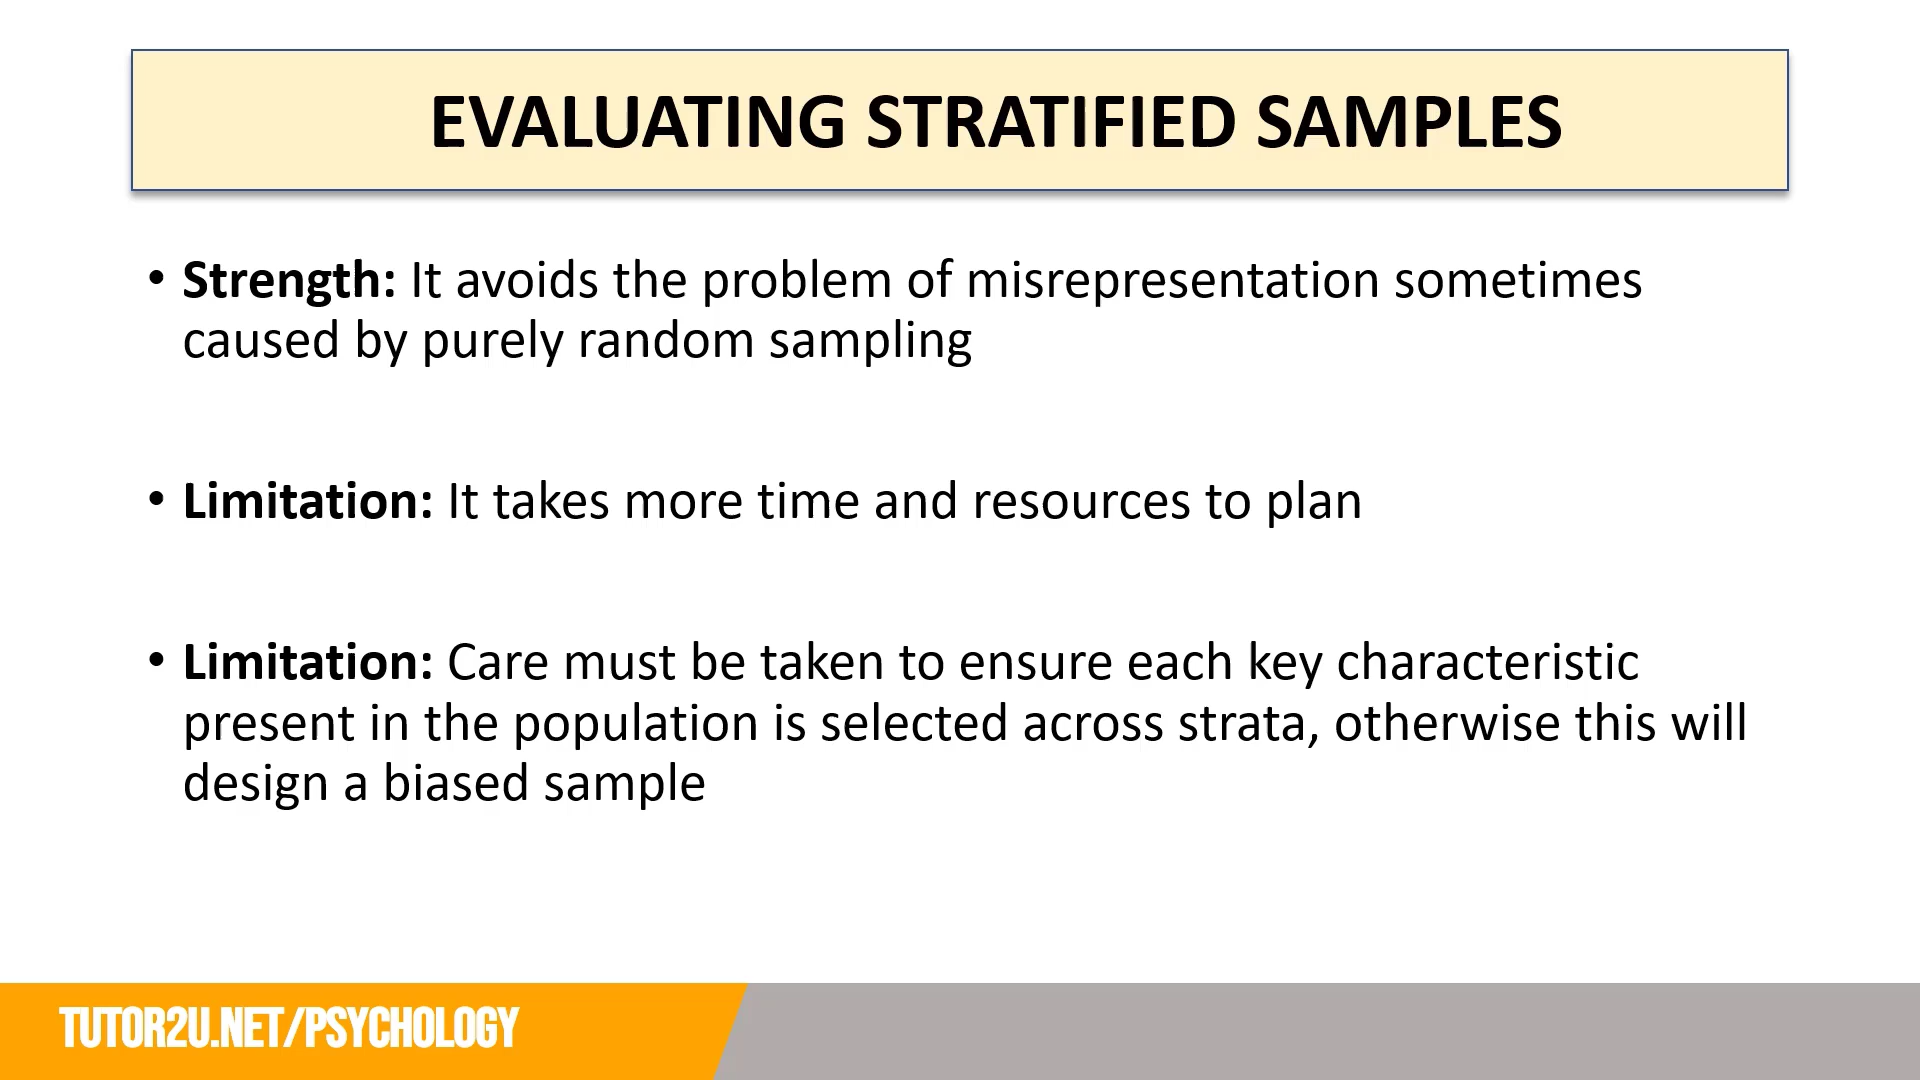 EVALUATING STRATIFIED SAMPLES
• Strength: It avoids the problem of misrepresentation sometimes
caused by purely random sampling
• Limitation: It takes more time and resources to plan
• Limitation: Care must be taken to ensure each key characteristic
present in the population is selected across strata, otherwise this will
design a biased sample
TUTOR2U.NET/PSYCHOLOGY